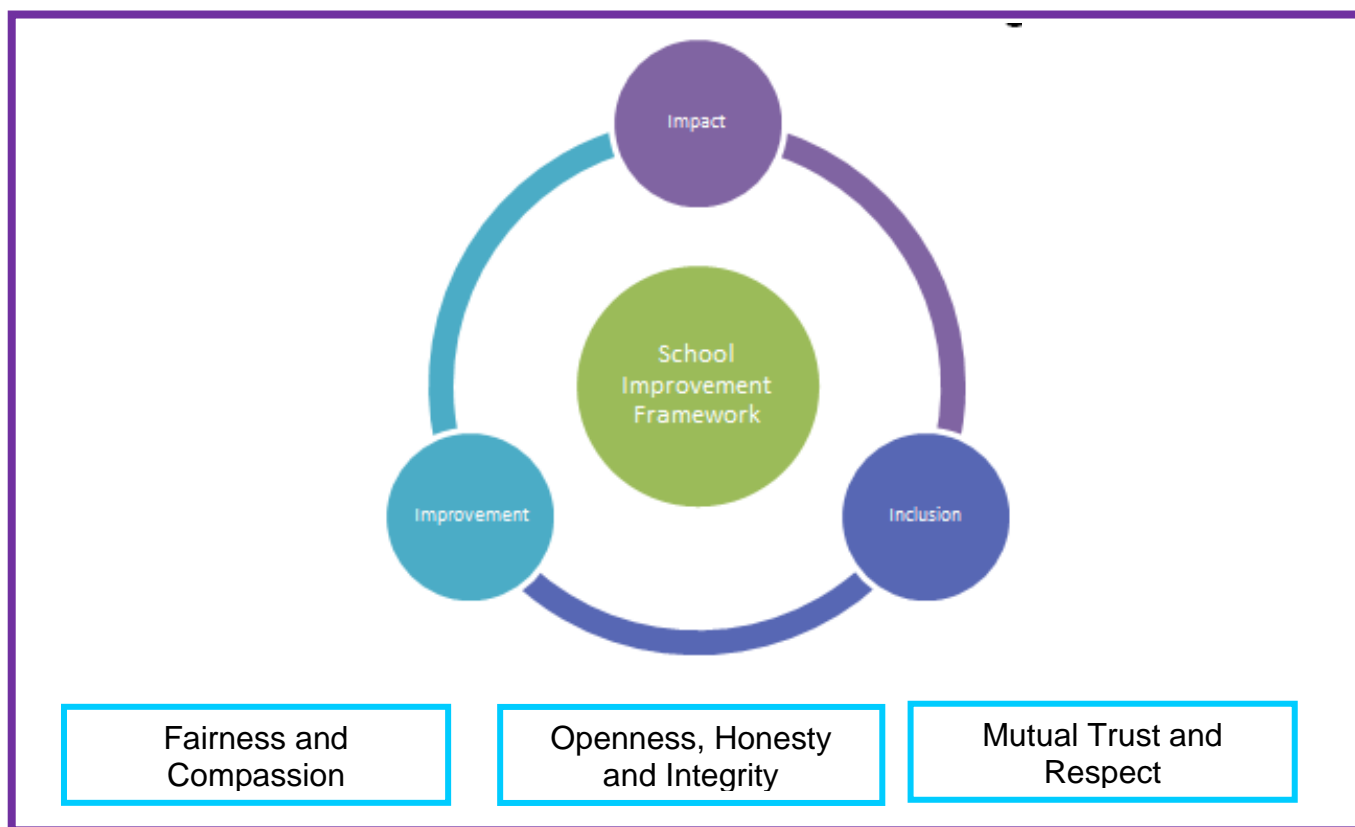 Impact
School
Improvement
Framework
Improvement
Inclusion
Fairness and
Compassion
Openness, Honesty
and Integrity
Mutual Trust and
Respect